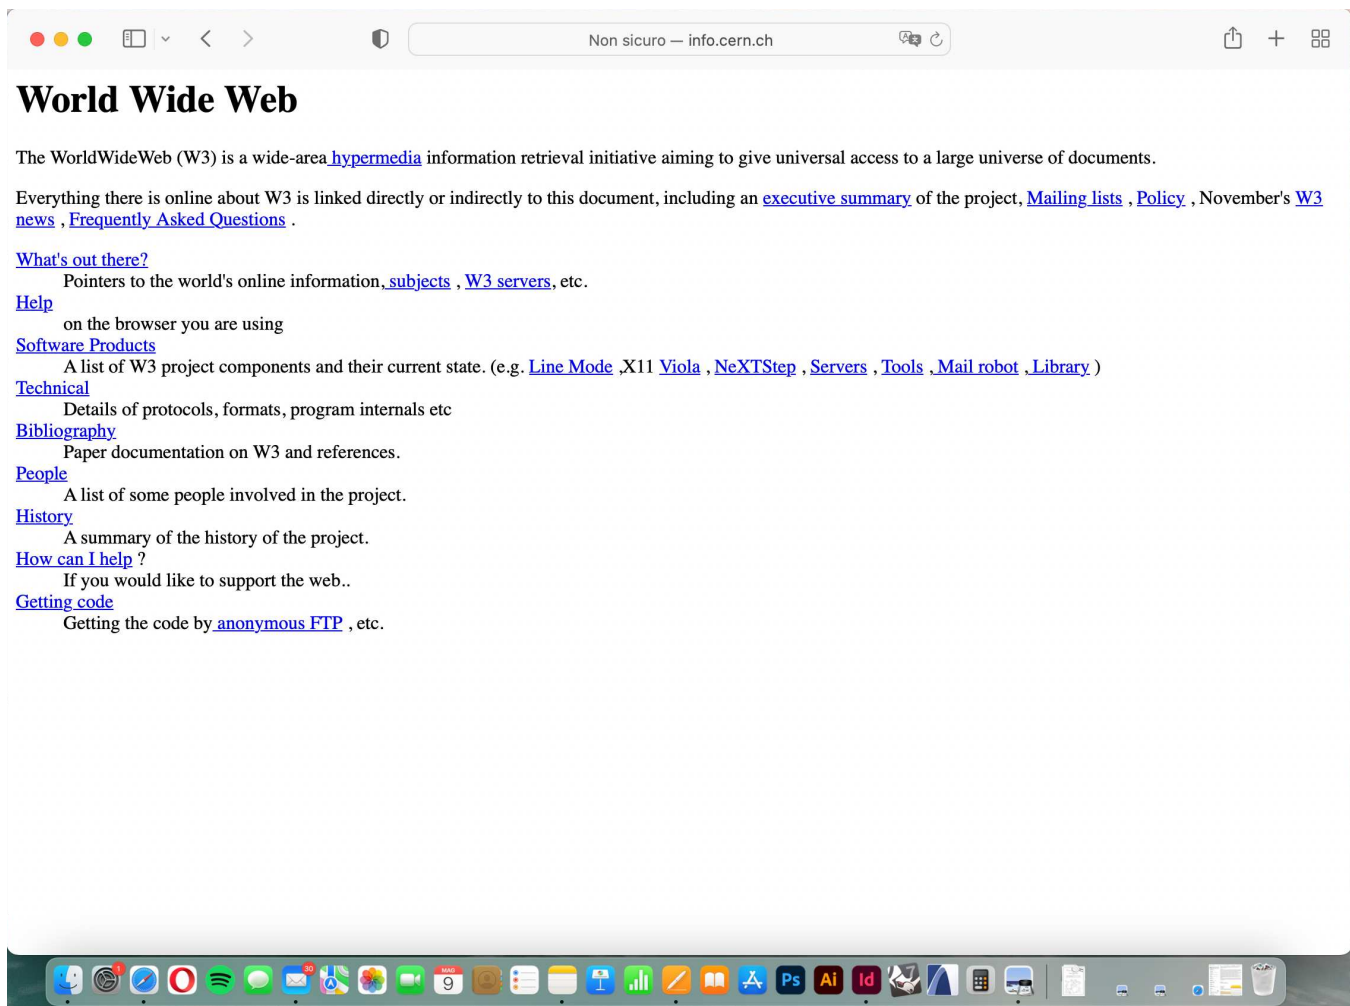 Non sicuro — info.cern.ch
World Wide Web
The WorldWideWeb (W3) is a wide-area hypermedia information retrieval initiative aiming to give universal access to a large universe of documents.
Everything there is online about W3 is linked directly or indirectly to this document, including an executive summary of the project, Mailing lists , Policy , November's W3
news , Frequently Asked Questions .
What's out there?
Pointers to the world's online information, subjects , W3 servers, etc.
Help
on the browser you are using
Software Products
A list of W3 project components and their current state. (e.g. Line Mode ,X11 Viola , NeXTStep , Servers , Tools , Mail robot , Library )
Technical
Details of protocols, formats, program internals etc
Bibliography
Paper documentation on W3 and references.
People
A list of some people involved in the project.
History
A summary of the history of the project.
How can I help ?
If you would like to support the web..
Getting code
Getting the code by anonymous FTP , etc.
1 30 MAG 9 Ps Ai Id